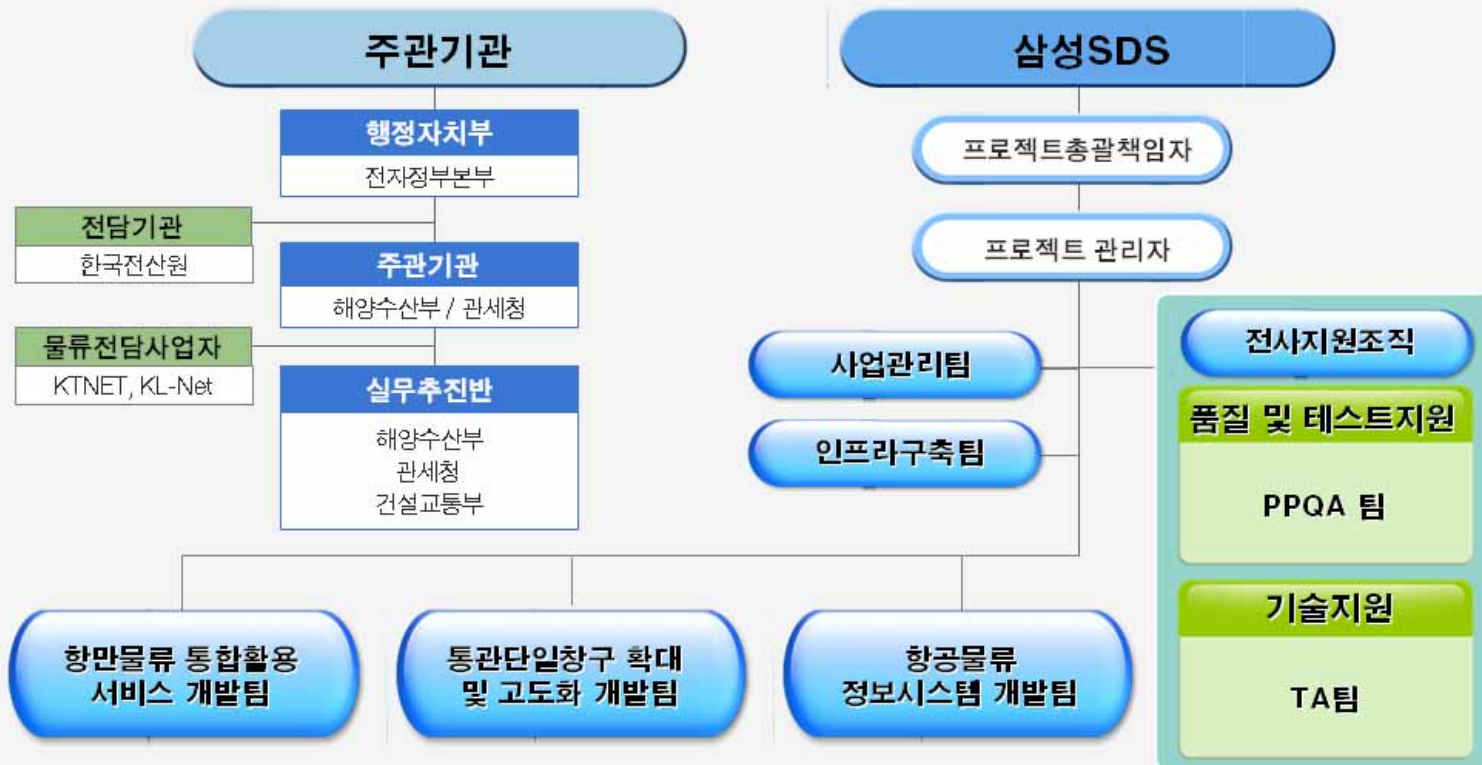 주관기관
행정자치부
전자정부본부
전담기관
한국전산원
주관기관
해양수산부 / 관세청
물류전담사업자
KTNET, KL-Net
실무추진반
해양수산부
관세청
건설교통부
삼성SDS
프로젝트총괄책임자
프로젝트 관리자
사업관리팀
인프라구축팀
전사지원조직
품질 및 테스트지원
PPQA 팀
기술지원
TA팀
항만물류 통합활용
서비스 개발팀
통관단일창구 확대
및 고도화 개발팀
항공물류
정보시스템 개발팀